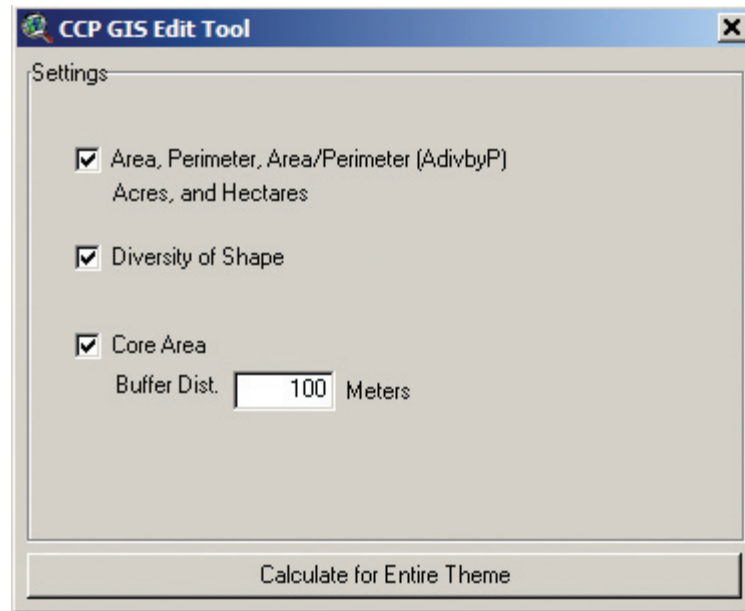 CCP GIS Edit Tool
Settings
Area, Perimeter, Area/Perimeter (AdivbyP)
Acres, and Hectares
Diversity of Shape
Core Area
Buffer Dist. 100 Meters
Calculate for Entire Theme